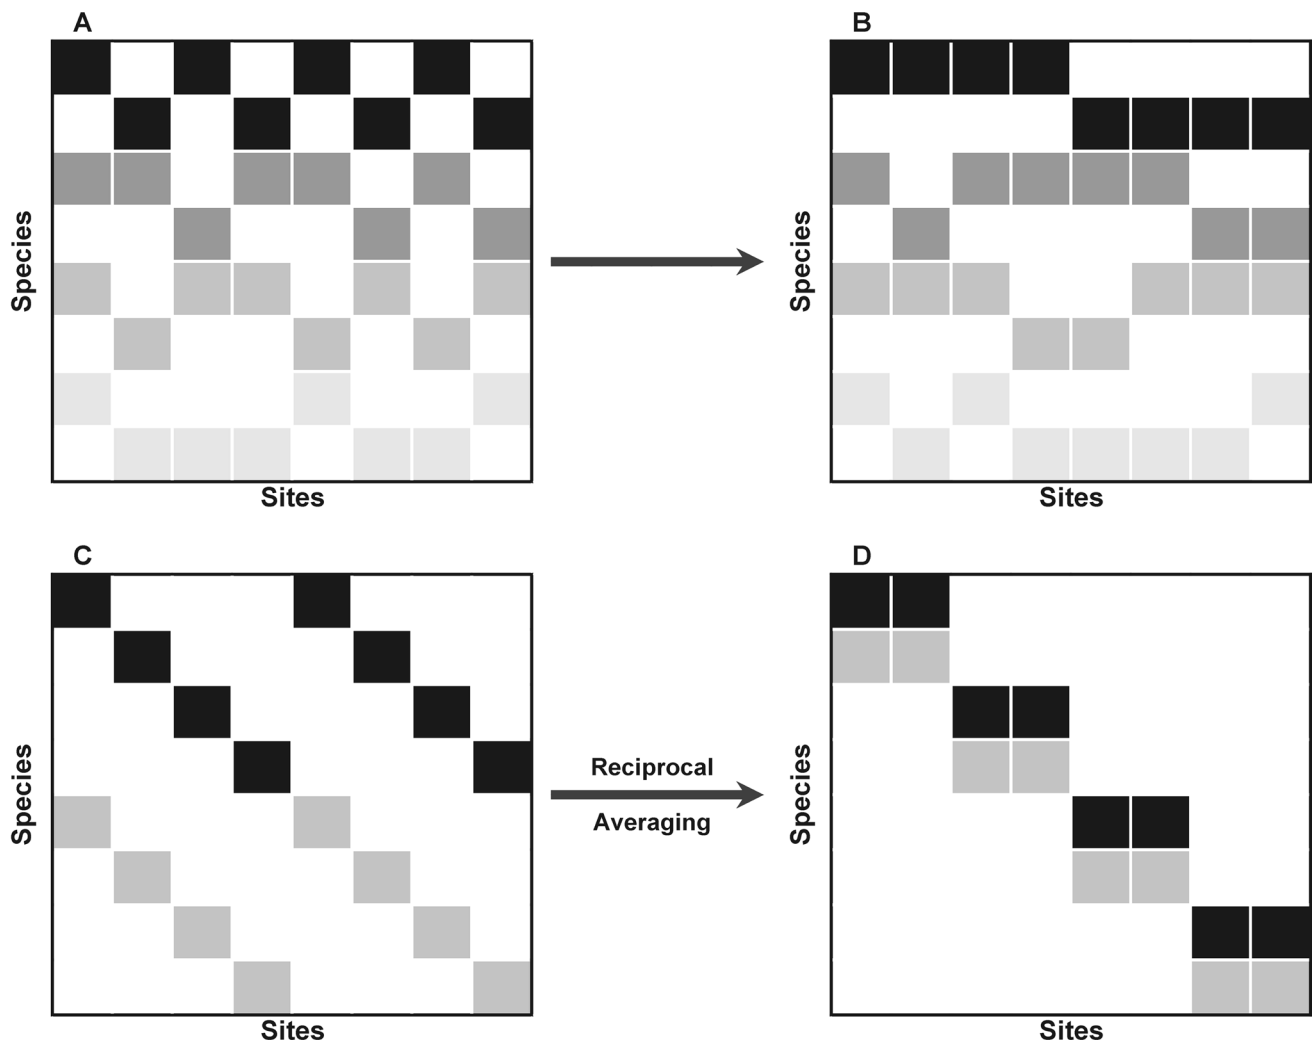 A
B
Species
Species
Sites
Sites
C
D
Species
Reciprocal
Averaging
Species
Sites
Sites